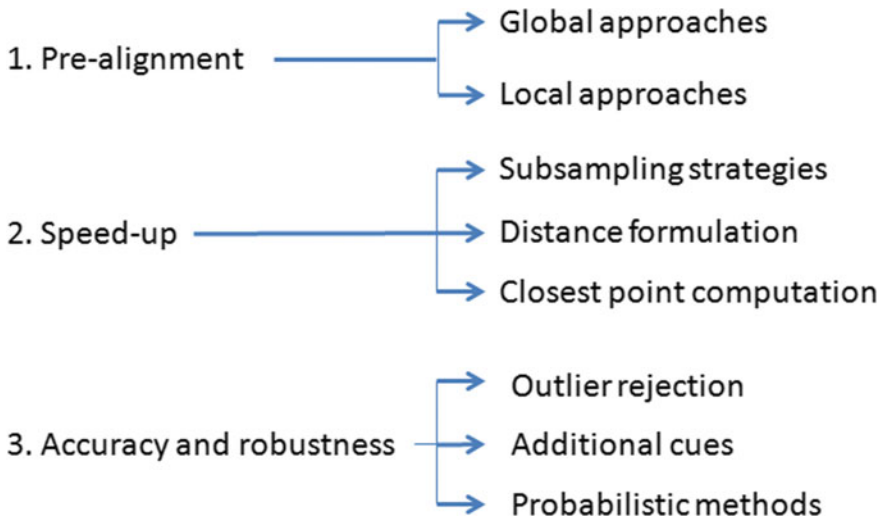 1. Pre-alignment
Global approaches
Local approaches
2. Speed-up
Subsampling strategies
Distance formulation
Closest point computation
3. Accuracy and robustness
Outlier rejection
Additional cues
Probabilistic methods